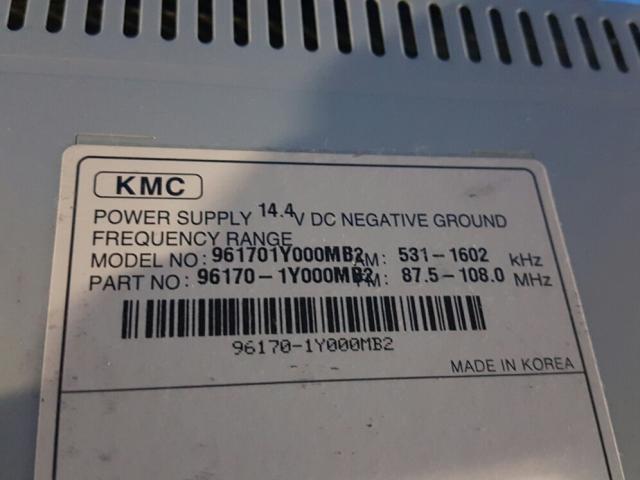 KMC
POWER SUPPLY 14.4V DC NEGATIVE GROUND
FREQUENCY RANGE
MODEL NO: 961701Y000MB2 AM: 531-1602 kHz
PART NO: 96170-1Y000MB2 FM: 87.5-108.0 MHz
96170-1Y000MB2
MADE IN KOREA